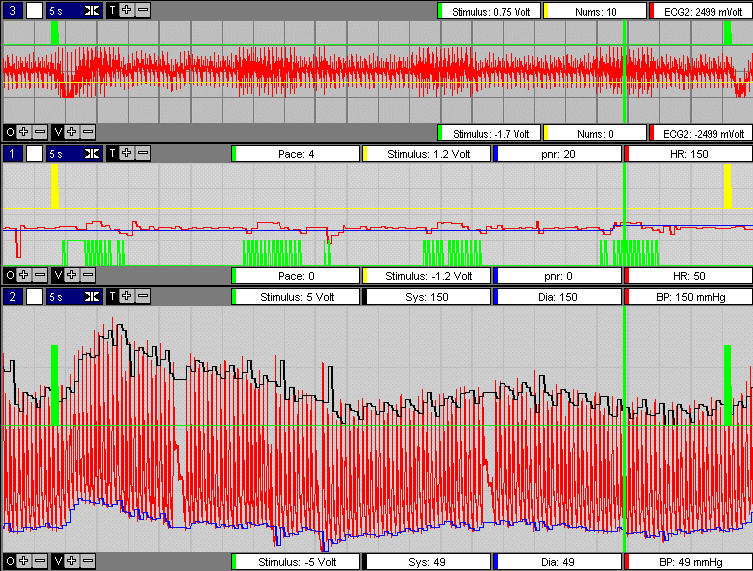 3 5 s T + − Stimulus: 0.75 Volt Nums: 10 ECG2: 2499 mVolt
O + − V + − Stimulus: -1.7 Volt Nums: 0 ECG2: -2499 mVolt
1 5 s T + − Pace: 4 Stimulus: 1.2 Volt pnr: 20 HR: 150
O + − V + − Pace: 0 Stimulus: -1.2 Volt pnr: 0 HR: 50
2 5 s T + − Stimulus: 5 Volt Sys: 150 Dia: 150 BP: 150 mmHg
O + − V + − Stimulus: -5 Volt Sys: 49 Dia: 49 BP: 49 mmHg